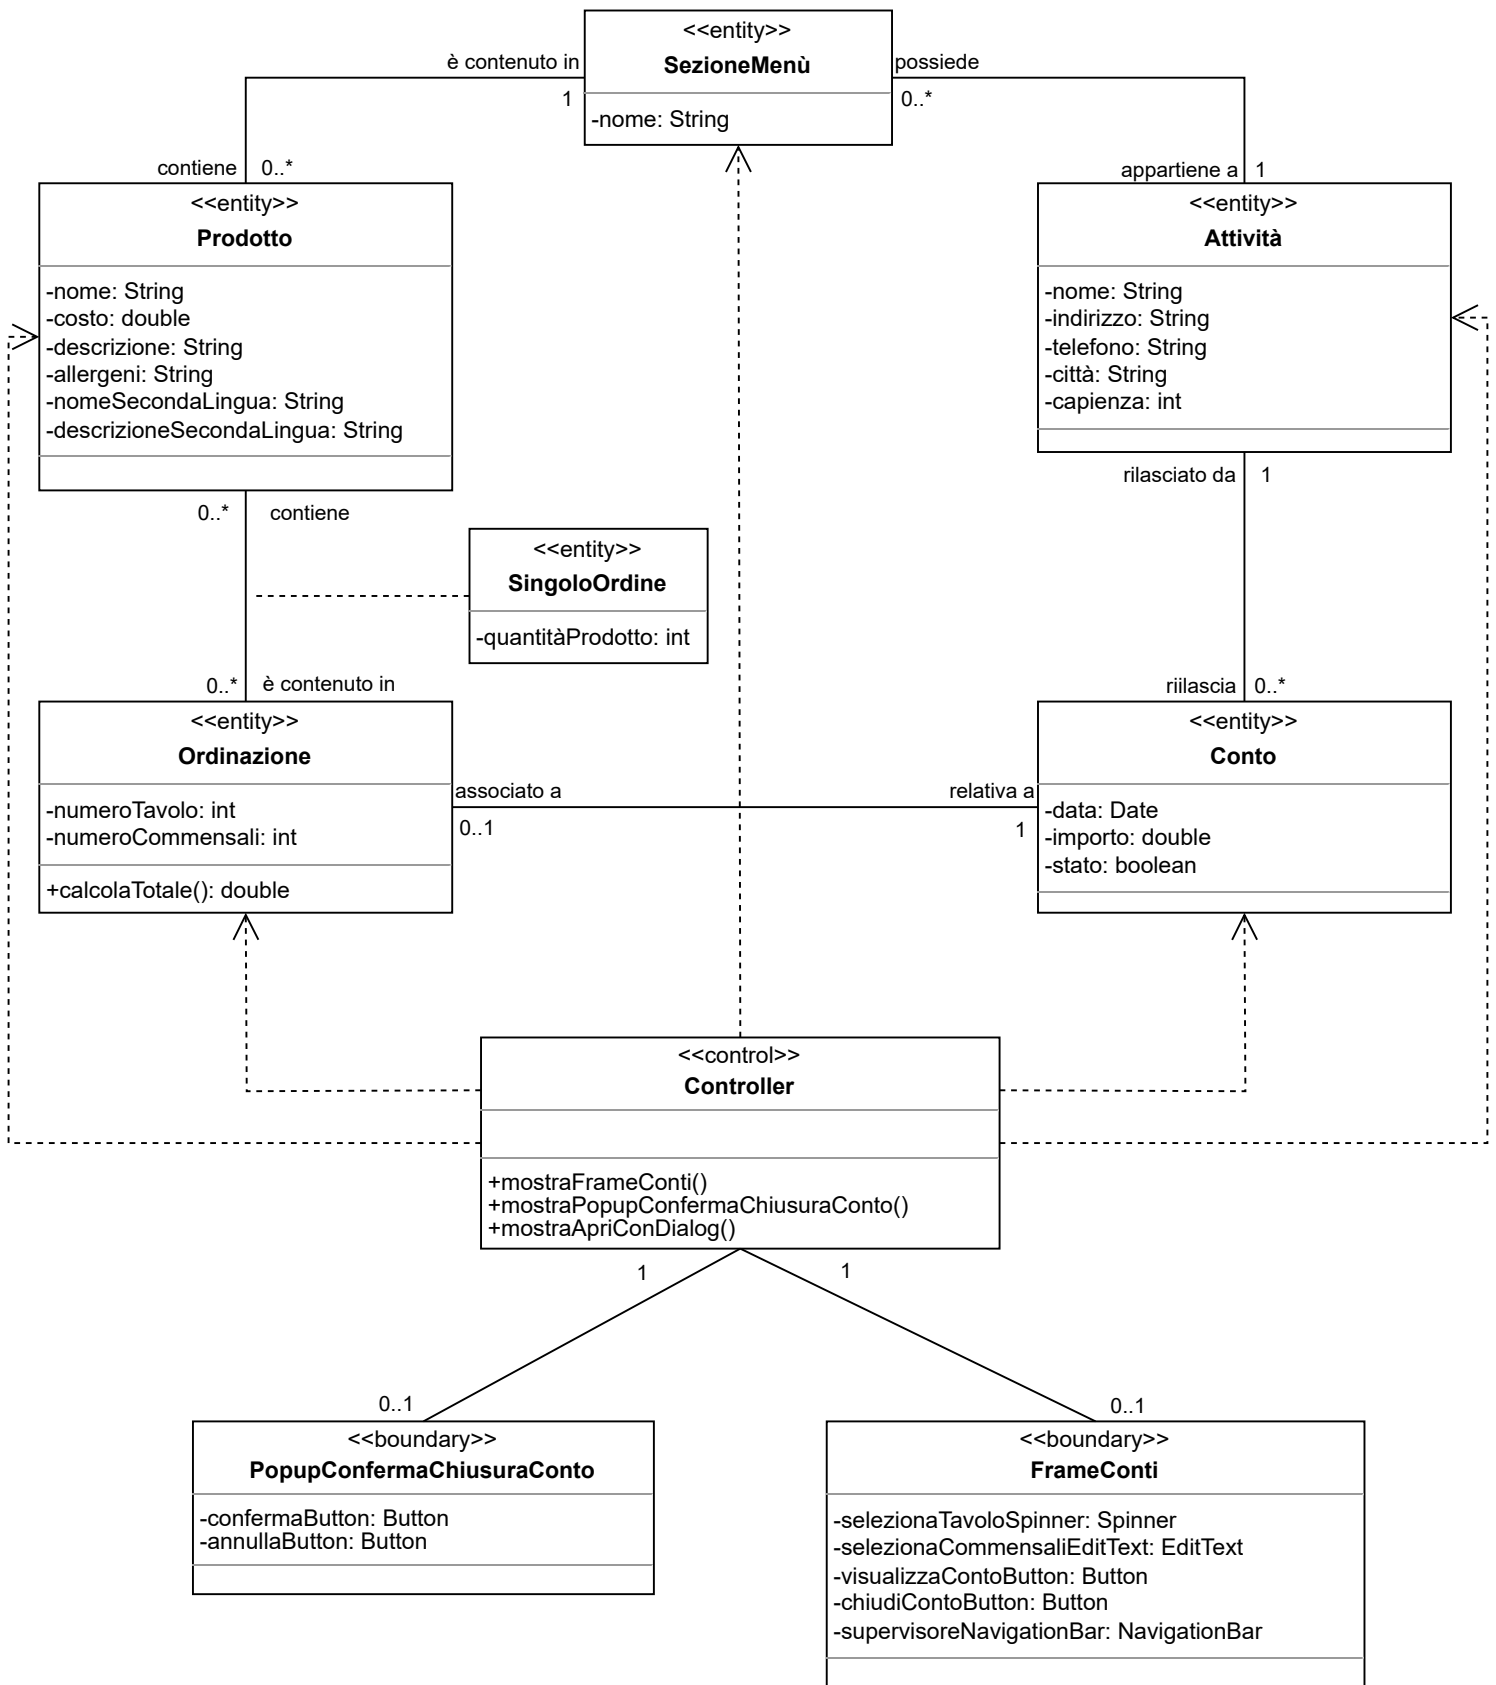 <<entity>>
SezioneMenù
-nome: String
è contenuto in
1
possiede
0..*
contiene
0..*
appartiene a
1
<<entity>>
Prodotto
-nome: String
-costo: double
-descrizione: String
-allergeni: String
-nomeSecondaLingua: String
-descrizioneSecondaLingua: String
<<entity>>
Attività
-nome: String
-indirizzo: String
-telefono: String
-città: String
-capienza: int
0..*
contiene
rilasciato da
1
<<entity>>
SingoloOrdine
-quantitàProdotto: int
0..*
è contenuto in
riilascia
0..*
<<entity>>
Ordinazione
-numeroTavolo: int
-numeroCommensali: int
+calcolaTotale(): double
associato a
0..1
relativa a
1
<<entity>>
Conto
-data: Date
-importo: double
-stato: boolean
<<control>>
Controller
+mostraFrameConti()
+mostraPopupConfermaChiusuraConto()
+mostraApriConDialog()
1
1
0..1
0..1
<<boundary>>
PopupConfermaChiusuraConto
-confermaButton: Button
-annullaButton: Button
<<boundary>>
FrameConti
-selezionaTavoloSpinner: Spinner
-selezionaCommensaliEditText: EditText
-visualizzaContoButton: Button
-chiudiContoButton: Button
-supervisoreNavigationBar: NavigationBar